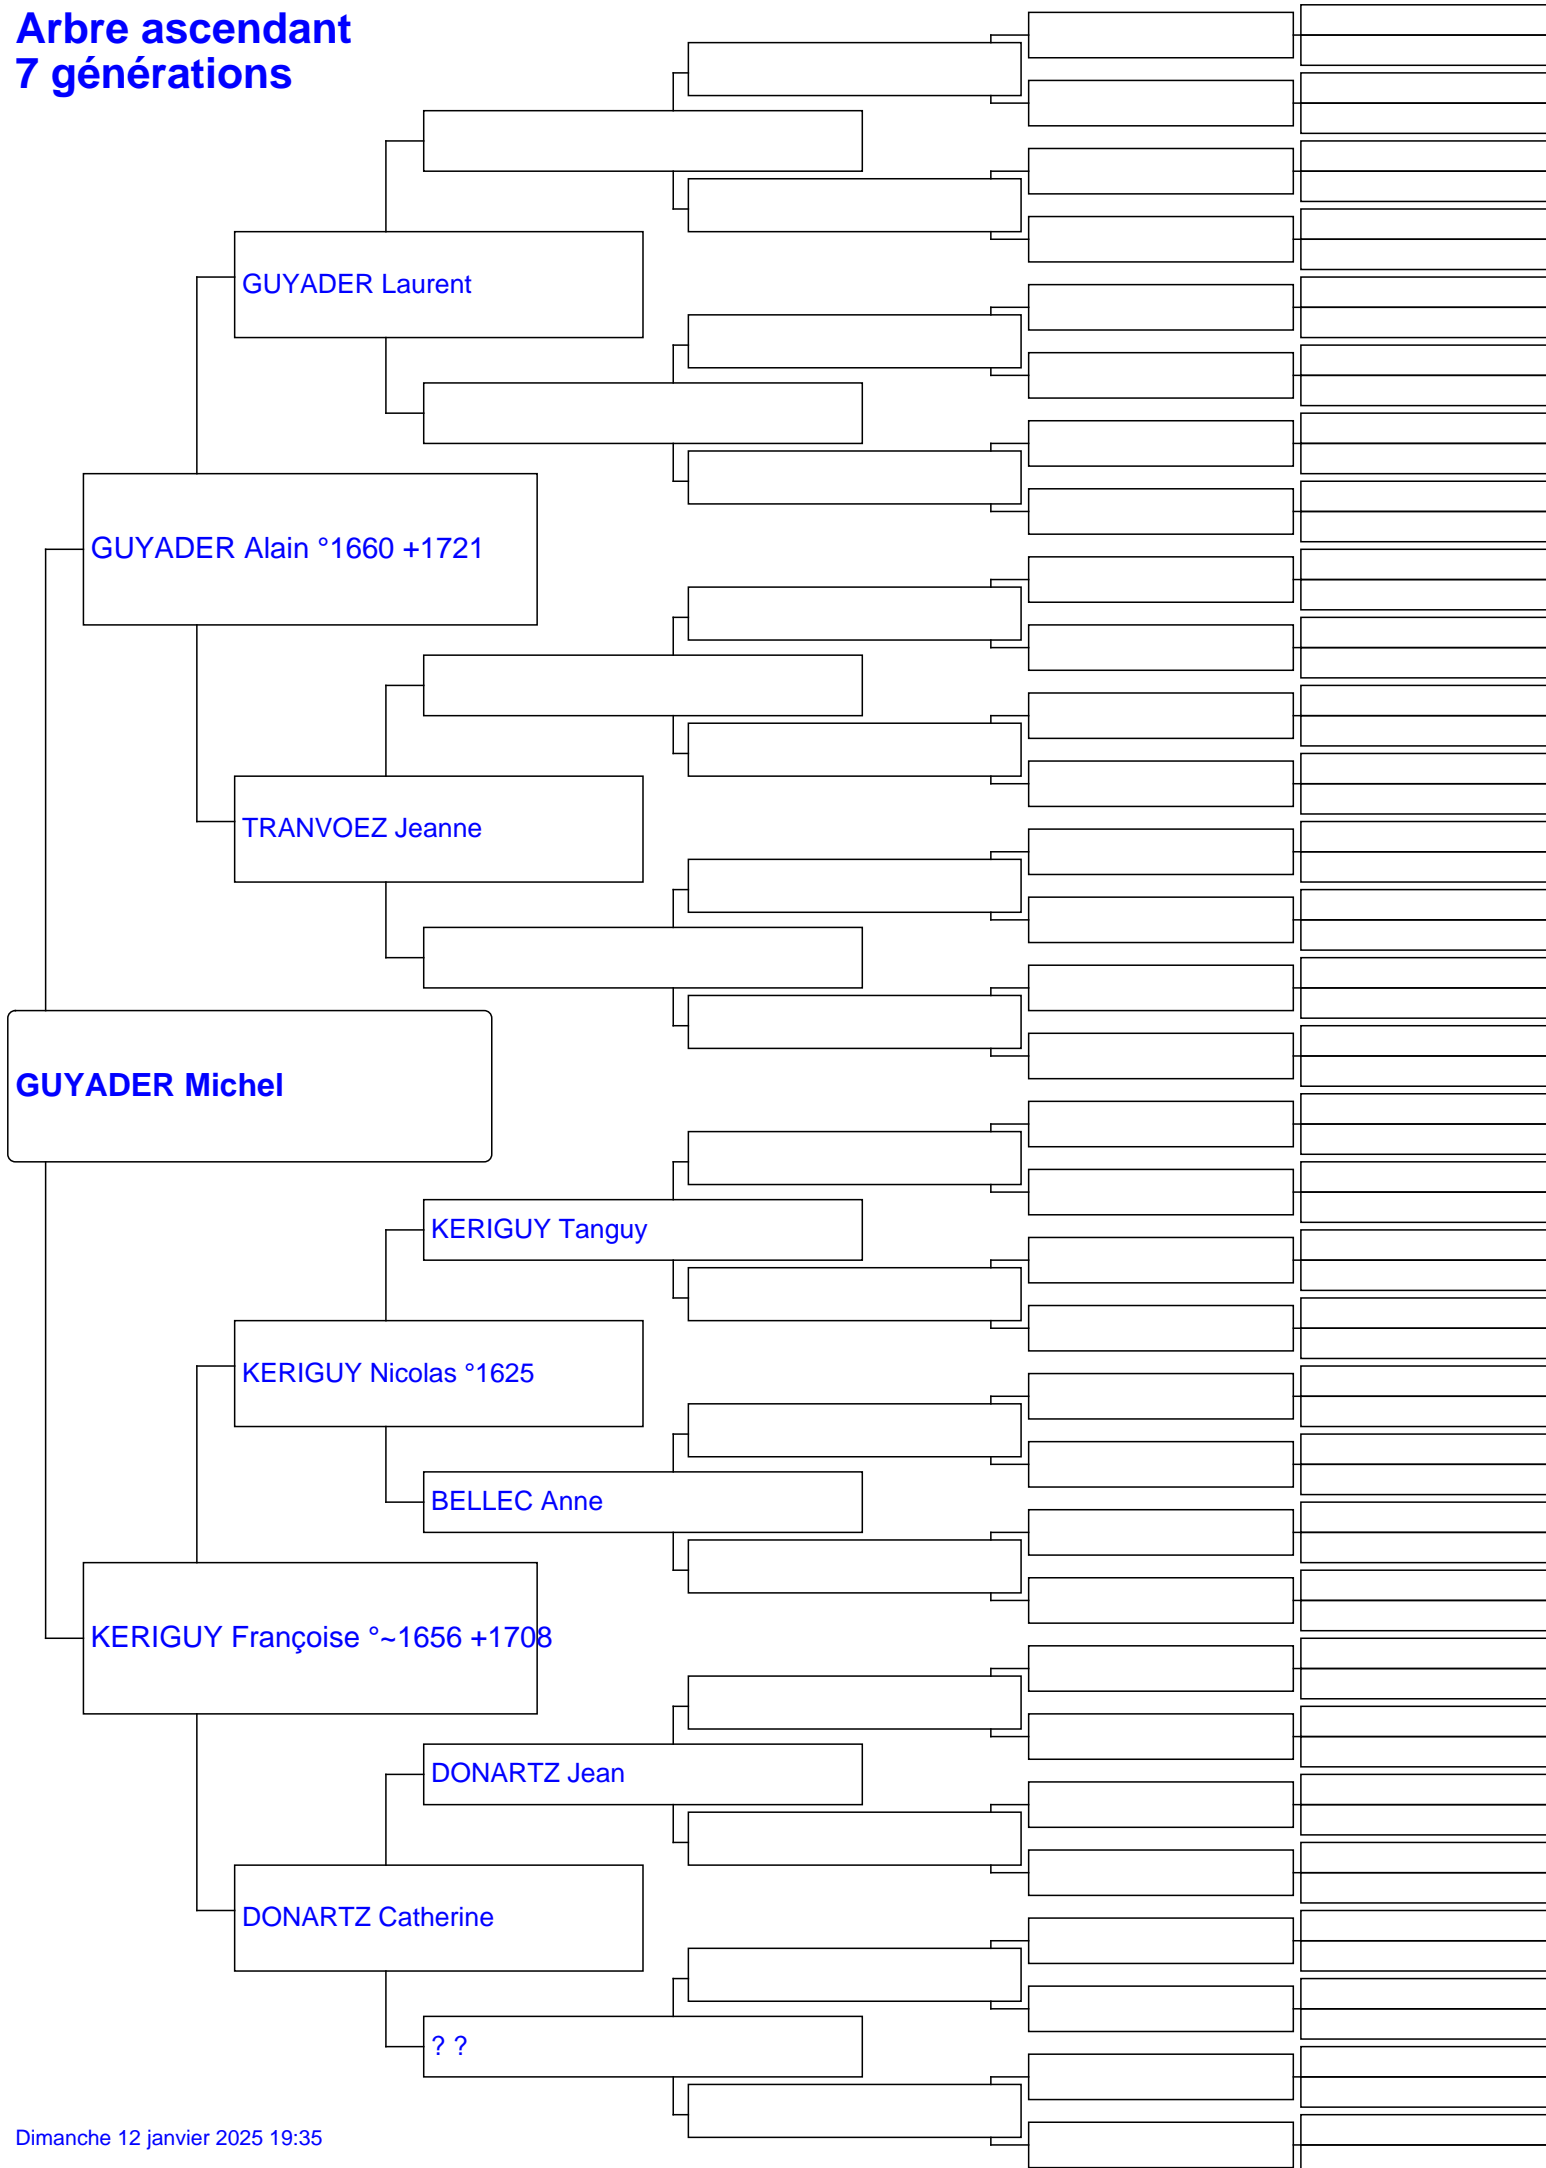 Arbre ascendant
7 générations
GUYADER Laurent
GUYADER Alain °1660 +1721
TRANVOEZ Jeanne
GUYADER Michel
KERIGUY Tanguy
KERIGUY Nicolas °1625
BELLEC Anne
KERIGUY Françoise °~1656 +1708
DONARTZ Jean
DONARTZ Catherine
? ?
Dimanche 12 janvier 2025 19:35